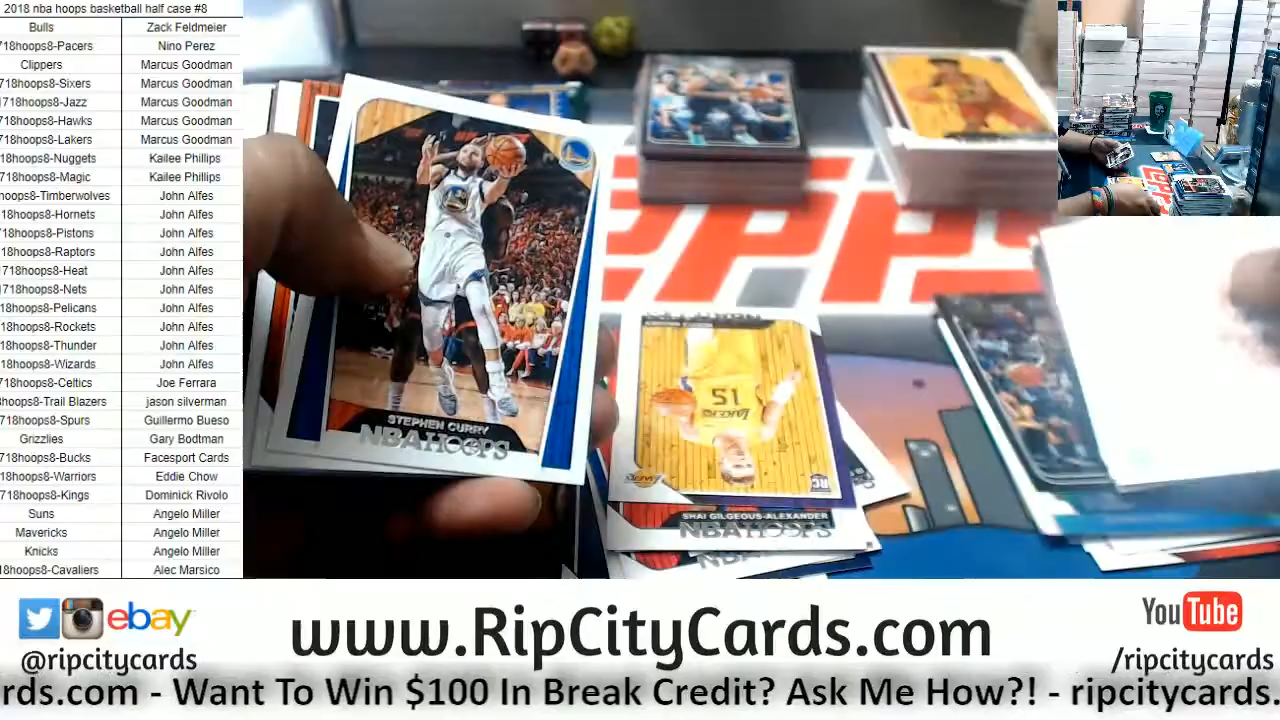 2018 nba hoops basketball half case #8
Bulls Zack Feldmeier
718hoops8-Pacers Nino Perez
Clippers Marcus Goodman
718hoops8-Sixers Marcus Goodman
718hoops8-Jazz Marcus Goodman
718hoops8-Hawks Marcus Goodman
718hoops8-Lakers Marcus Goodman
18hoops8-Nuggets Kailee Phillips
718hoops8-Magic Kailee Phillips
hoops8-Timberwolves John Alfes
18hoops8-Hornets John Alfes
718hoops8-Pistons John Alfes
18hoops8-Raptors John Alfes
718hoops8-Heat John Alfes
718hoops8-Nets John Alfes
18hoops8-Pelicans John Alfes
18hoops8-Rockets John Alfes
18hoops8-Thunder John Alfes
18hoops8-Wizards John Alfes
718hoops8-Celtics Joe Ferrara
hoops8-Trail Blazers jason silverman
718hoops8-Spurs Guillermo Bueso
Grizzlies Gary Bodtman
718hoops8-Bucks Facesport Cards
18hoops8-Warriors Eddie Chow
718hoops8-Kings Dominick Rivolo
Suns Angelo Miller
Mavericks Angelo Miller
Knicks Angelo Miller
18hoops8-Cavaliers Alec Marsico
STEPHEN CURRY
NBA HOOPS
LAKERS
15
RC
SHAI GILGEOUS-ALEXANDER
NBA HOOPS
ebay
@ripcitycards
www.RipCityCards.com
YouTube
/ripcitycards
rds.com - Want To Win $100 In Break Credit? Ask Me How?! - ripcitycards.